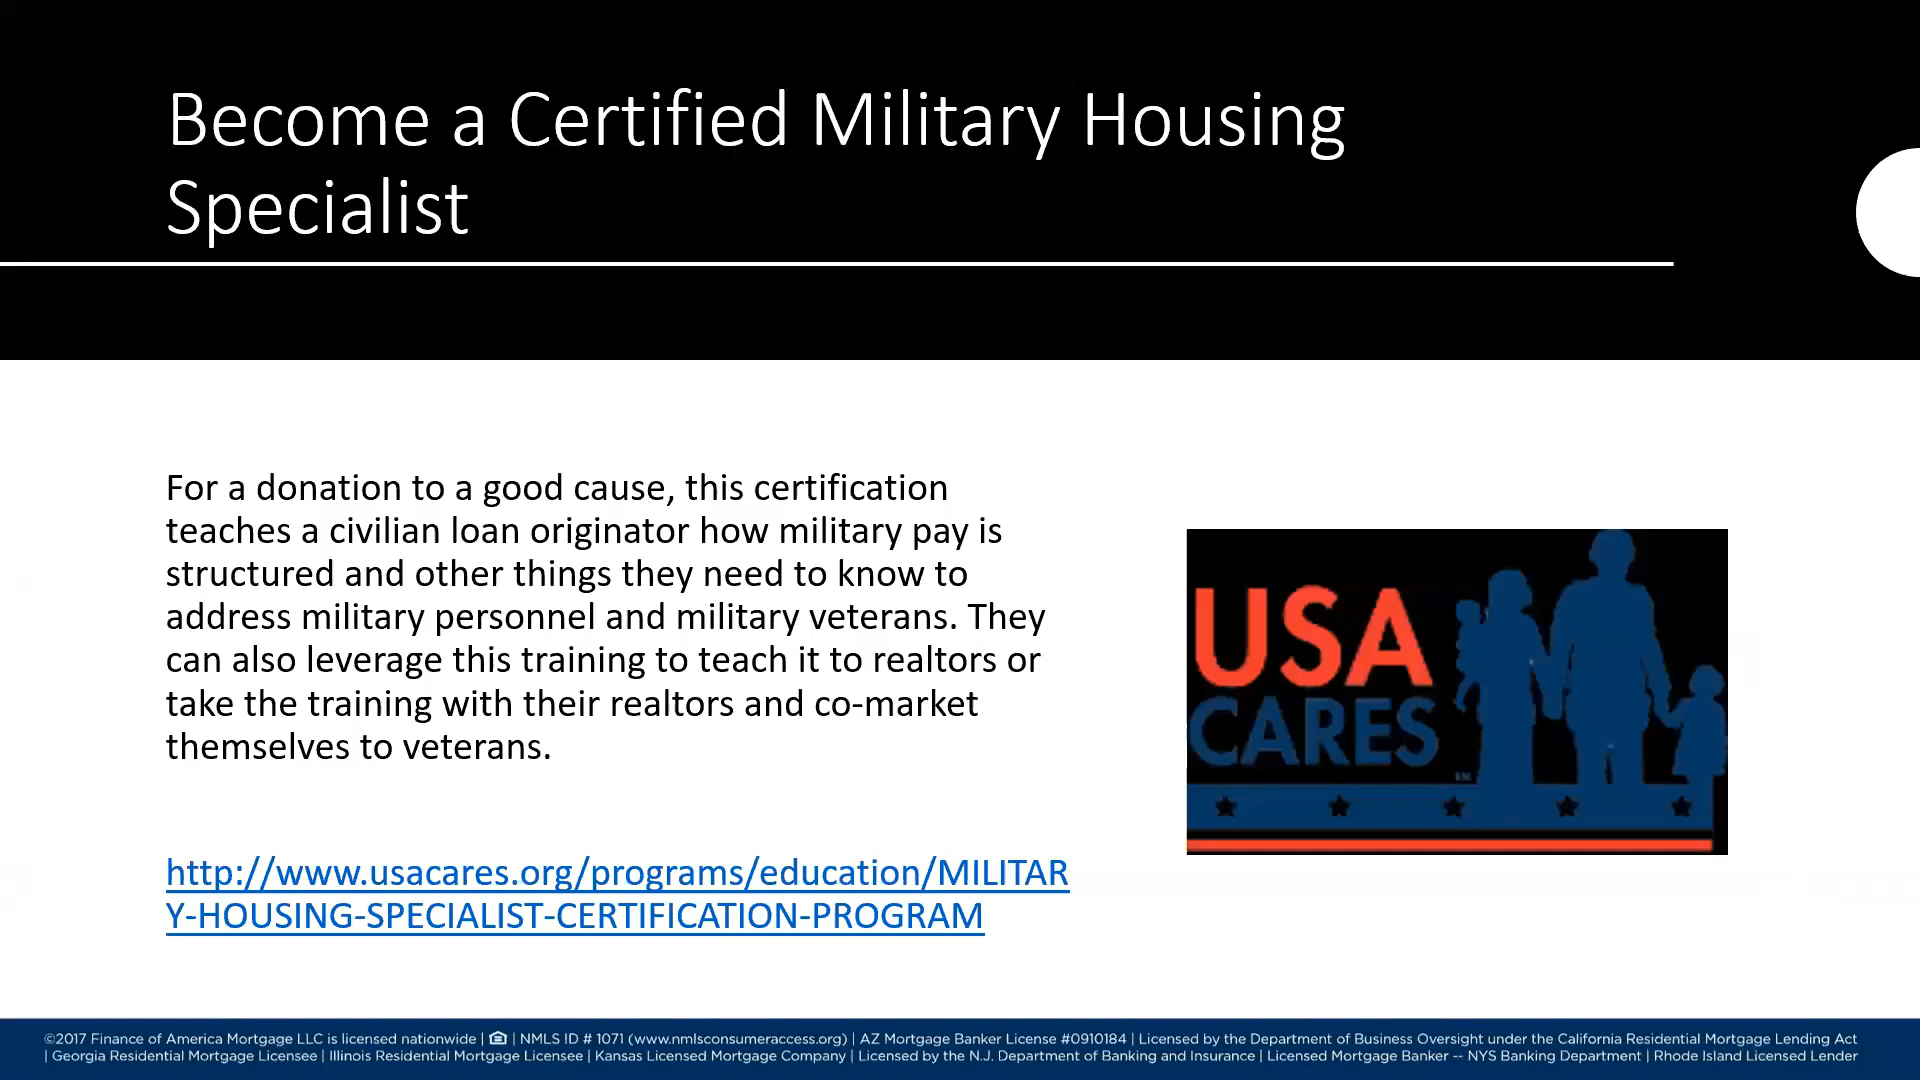 Become a Certified Military Housing
Specialist
For a donation to a good cause, this certification
teaches a civilian loan originator how military pay is
structured and other things they need to know to
address military personnel and military veterans. They
can also leverage this training to teach it to realtors or
take the training with their realtors and co-market
themselves to veterans.
http://www.usacares.org/programs/education/MILITAR
Y-HOUSING-SPECIALIST-CERTIFICATION-PROGRAM
USA
CARES
©2017 Finance of America Mortgage LLC is licensed nationwide | | NMLS ID # 1071 (www.nmlsconsumeraccess.org) | AZ Mortgage Banker License #0910184 | Licensed by the Department of Business Oversight under the California Residential Mortgage Lending Act
| Georgia Residential Mortgage Licensee | Illinois Residential Mortgage Licensee | Kansas Licensed Mortgage Company | Licensed by the N.J. Department of Banking and Insurance | Licensed Mortgage Banker -- NYS Banking Department | Rhode Island Licensed Lender